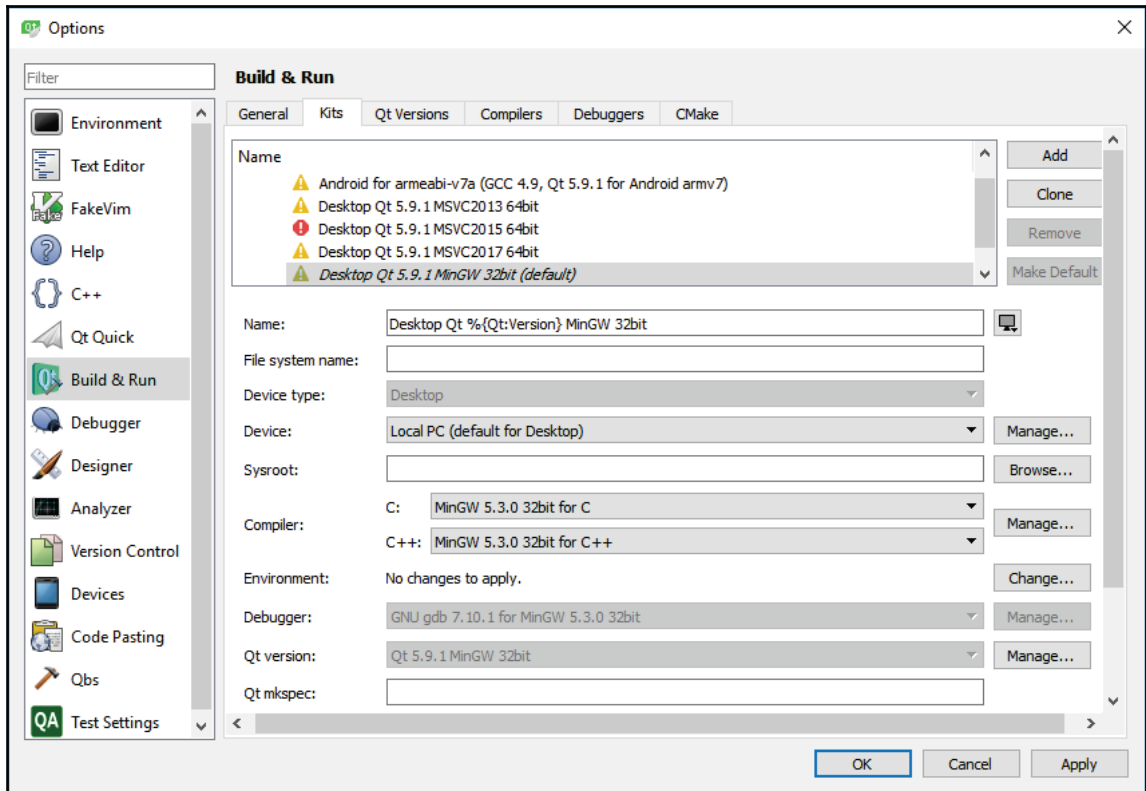 Options
Filter
Environment
Text Editor
FakeVim
Help
C++
Qt Quick
Build & Run
Debugger
Designer
Analyzer
Version Control
Devices
Code Pasting
Qbs
QA Test Settings
Build & Run
General Kits Qt Versions Compilers Debuggers CMake
Name
Android for armeabi-v7a (GCC 4.9, Qt 5.9.1 for Android armv7)
Desktop Qt 5.9.1 MSVC2013 64bit
Desktop Qt 5.9.1 MSVC2015 64bit
Desktop Qt 5.9.1 MSVC2017 64bit
Desktop Qt 5.9.1 MinGW 32bit (default)
Add
Clone
Remove
Make Default
Name: Desktop Qt %{Qt:Version} MinGW 32bit
File system name:
Device type: Desktop
Device: Local PC (default for Desktop) Manage...
Sysroot: Browse...
Compiler: C: MinGW 5.3.0 32bit for C
C++: MinGW 5.3.0 32bit for C++ Manage...
Environment: No changes to apply. Change...
Debugger: GNU gdb 7.10.1 for MinGW 5.3.0 32bit Manage...
Qt version: Qt 5.9.1 MinGW 32bit Manage...
Qt mkspec:
OK Cancel Apply